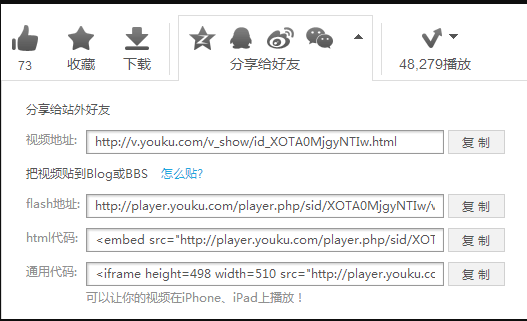 73 收藏 下载 分享给好友 48,279播放
分享给站外好友
视频地址: http://v.youku.com/v_show/id_XOTA0MjgyNTIw.html 复 制
把视频贴到Blog或BBS 怎么贴?
flash地址: http://player.youku.com/player.php/sid/XOTA0MjgyNTIw/v 复 制
html代码: <embed src="http://player.youku.com/player.php/sid/XOT 复 制
通用代码: <iframe height=498 width=510 src="http://player.youku.cc 复 制
可以让你的视频在iPhone、iPad上播放！